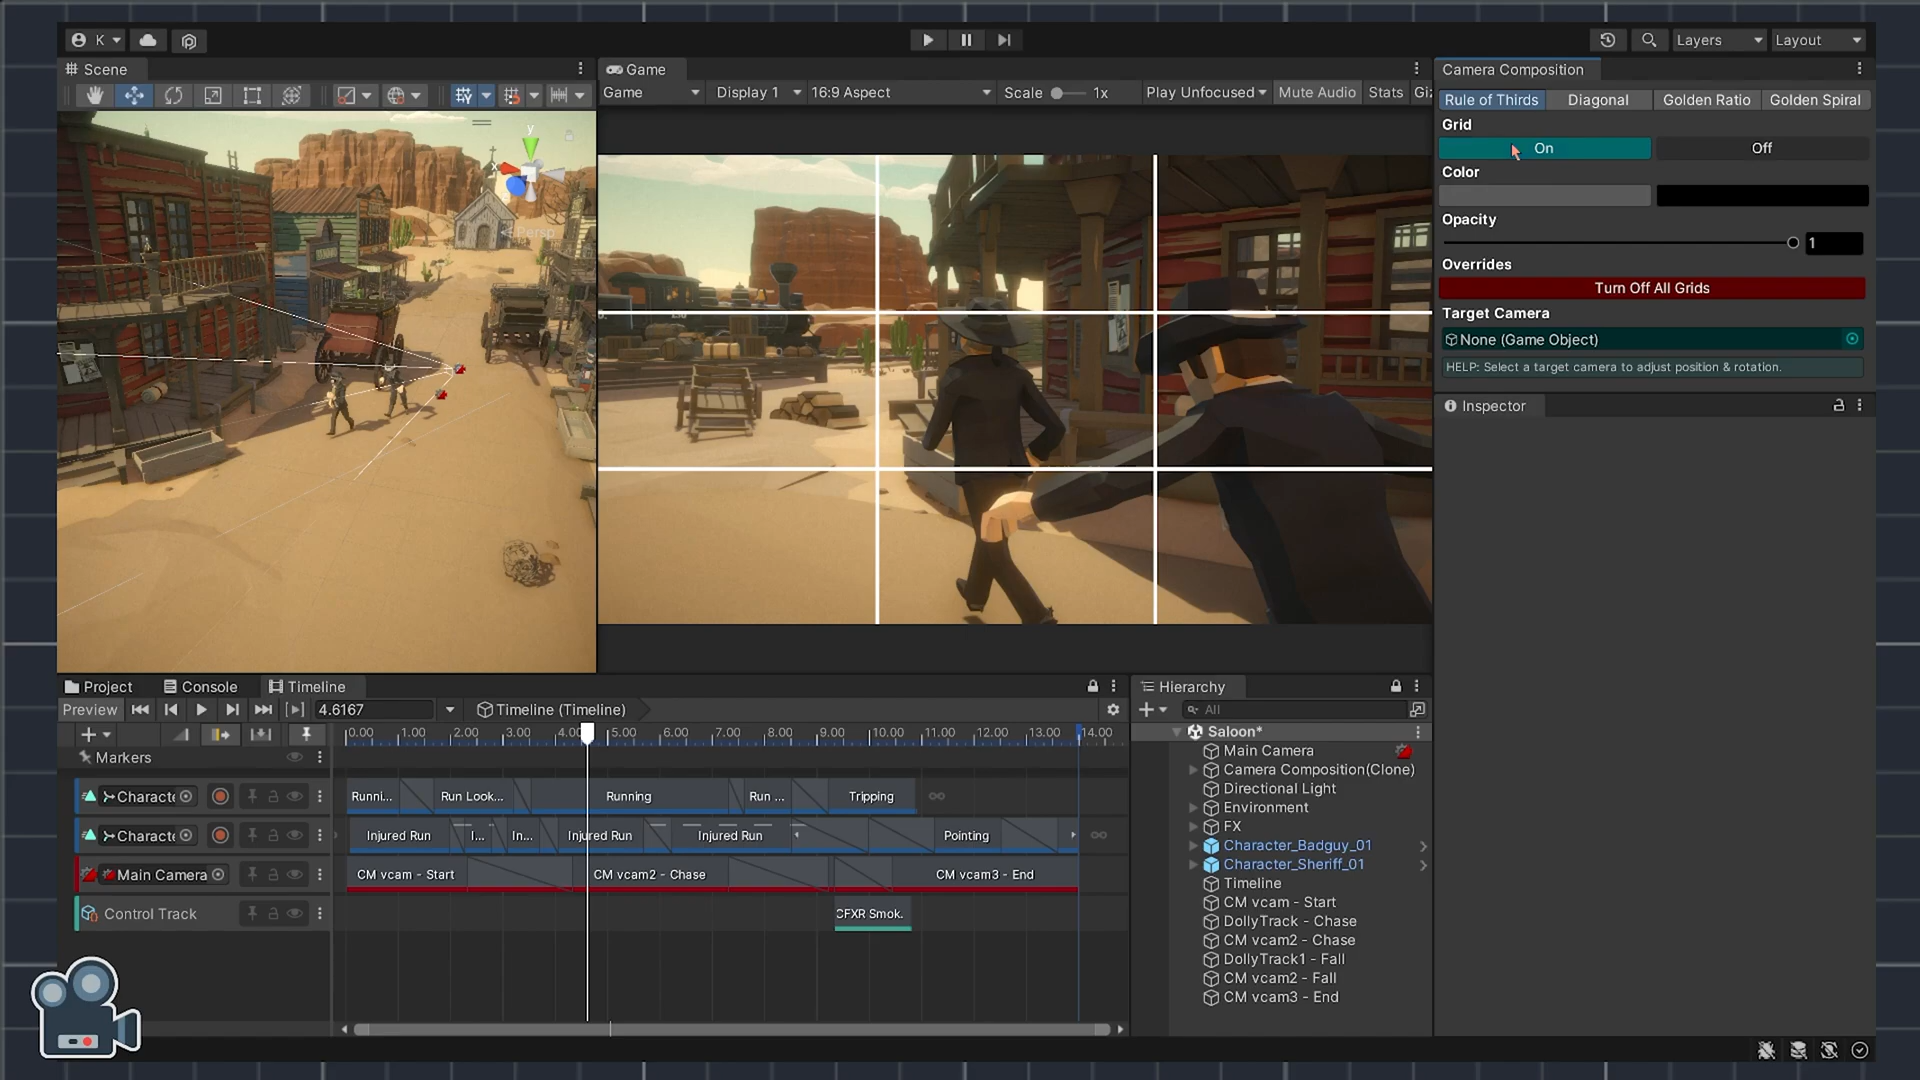 K
Layers
Layout
Scene
Game
Camera Composition
Game
Display 1
16:9 Aspect
Scale
1x
Play Unfocused
Mute Audio
Stats
Gi
Rule of Thirds
Diagonal
Golden Ratio
Golden Spiral
Grid
On
Off
Color
Opacity
1
Overrides
Turn Off All Grids
Target Camera
None (Game Object)
HELP: Select a target camera to adjust position & rotation.
Inspector
y
x
Persp
Project
Console
Timeline
Preview
4.6167
Timeline (Timeline)
0.00
1.00
2.00
3.00
4.00
5.00
6.00
7.00
8.00
9.00
10.00
11.00
12.00
13.00
14.00
Markers
Characte
Runni...
Run Look...
Running
Run ...
Tripping
Characte
Injured Run
I...
In...
Injured Run
Injured Run
Pointing
Main Camera
CM vcam - Start
CM vcam2 - Chase
CM vcam3 - End
Control Track
CFXR Smok.
Hierarchy
All
Saloon*
Main Camera
Camera Composition(Clone)
Directional Light
Environment
FX
Character_Badguy_01
Character_Sheriff_01
Timeline
CM vcam - Start
DollyTrack - Chase
CM vcam2 - Chase
DollyTrack1 - Fall
CM vcam2 - Fall
CM vcam3 - End